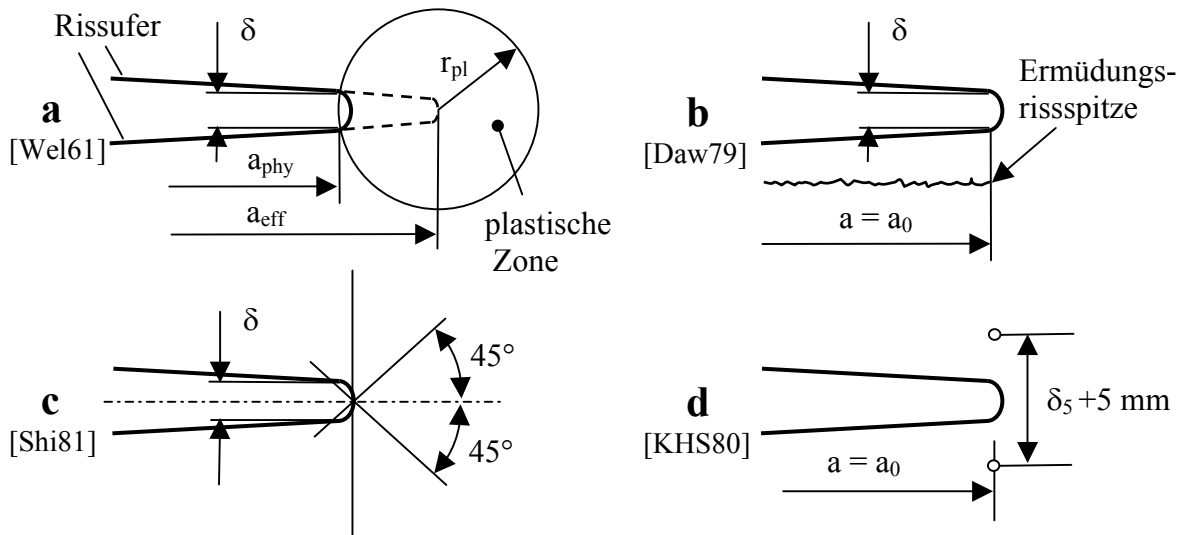 Rissufer
δ
r_pl
a
[Wel61]
a_phy
a_eff
plastische
Zone
δ
Ermüdungs-
rissspitze
b
[Daw79]
a = a_0
δ
45°
c
[Shi81]
45°
d
[KHS80]
δ_5 +5 mm
a = a_0